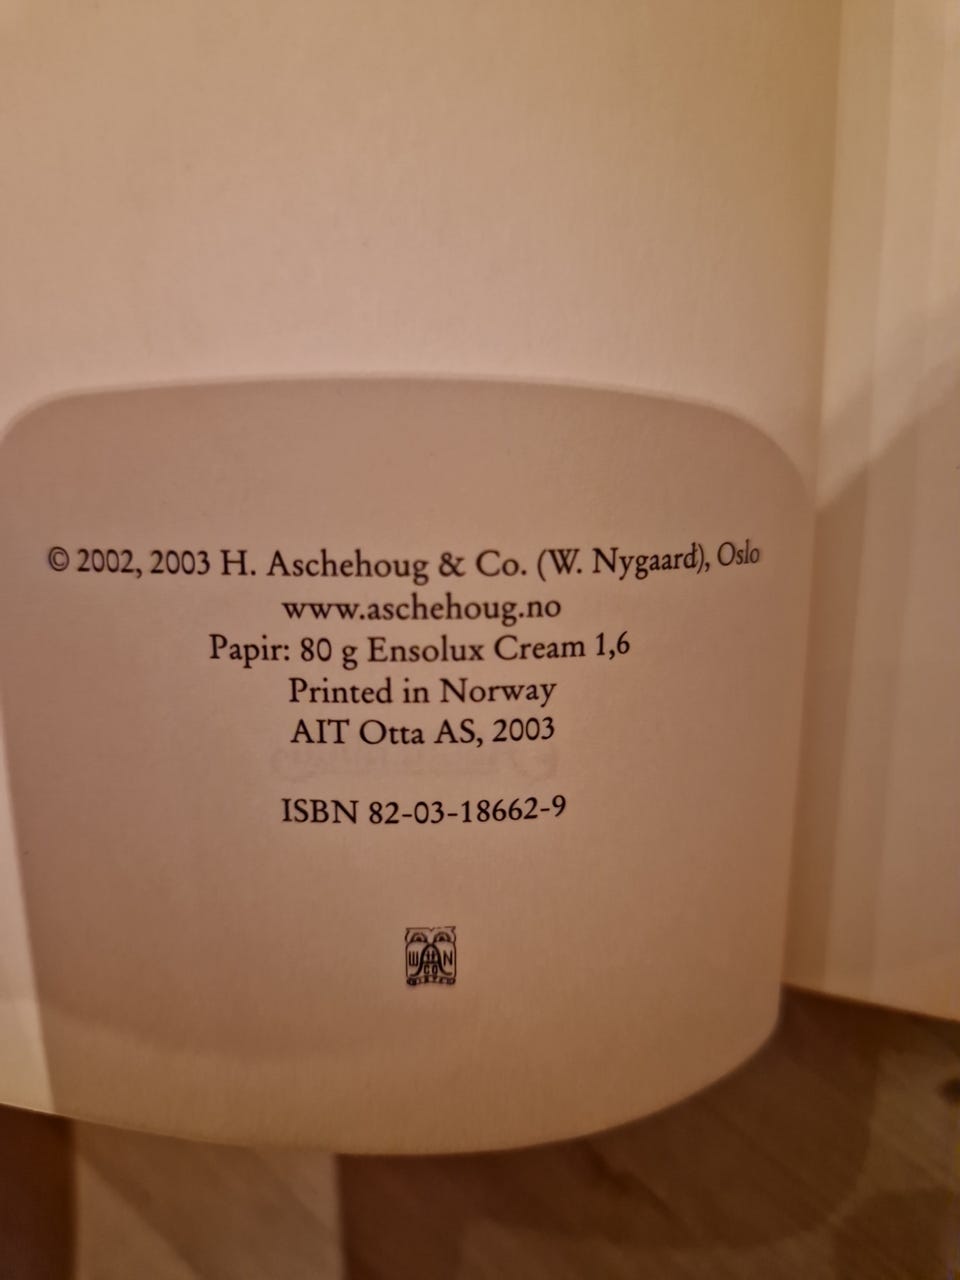 © 2002, 2003 H. Aschehoug & Co. (W. Nygaard), Oslo
www.aschehoug.no
Papir: 80 g Ensolux Cream 1,6
Printed in Norway
AIT Otta AS, 2003
ISBN 82-03-18662-9
W N
CO